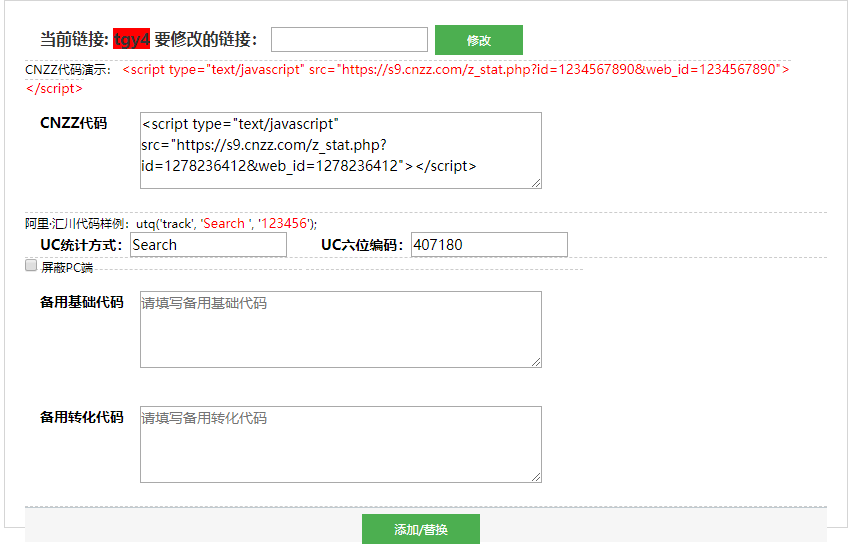 当前链接: tgy4 要修改的链接： 修改
CNZZ代码演示： <script type="text/javascript" src="https://s9.cnzz.com/z_stat.php?id=1234567890&web_id=1234567890">
</script>
CNZZ代码 <script type="text/javascript"
src="https://s9.cnzz.com/z_stat.php?
id=1278236412&web_id=1278236412"></script>
阿里·汇川代码样例：utq('track', 'Search ', '123456');
UC统计方式： Search UC六位编码： 407180
屏蔽PC端
备用基础代码 请填写备用基础代码
备用转化代码 请填写备用转化代码
添加/替换